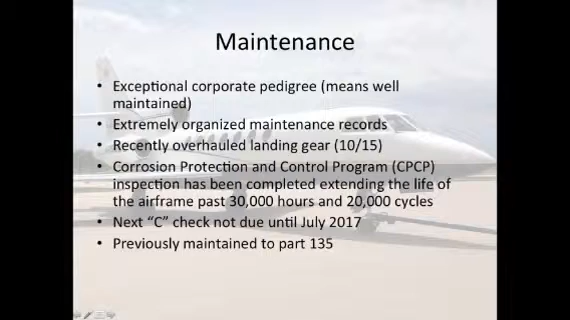 Maintenance
• Exceptional corporate pedigree (means well
maintained)
• Extremely organized maintenance records
• Recently overhauled landing gear (10/15)
• Corrosion Protection and Control Program (CPCP)
inspection has been completed extending the life of
the airframe past 30,000 hours and 20,000 cycles
• Next “C” check not due until July 2017
• Previously maintained to part 135